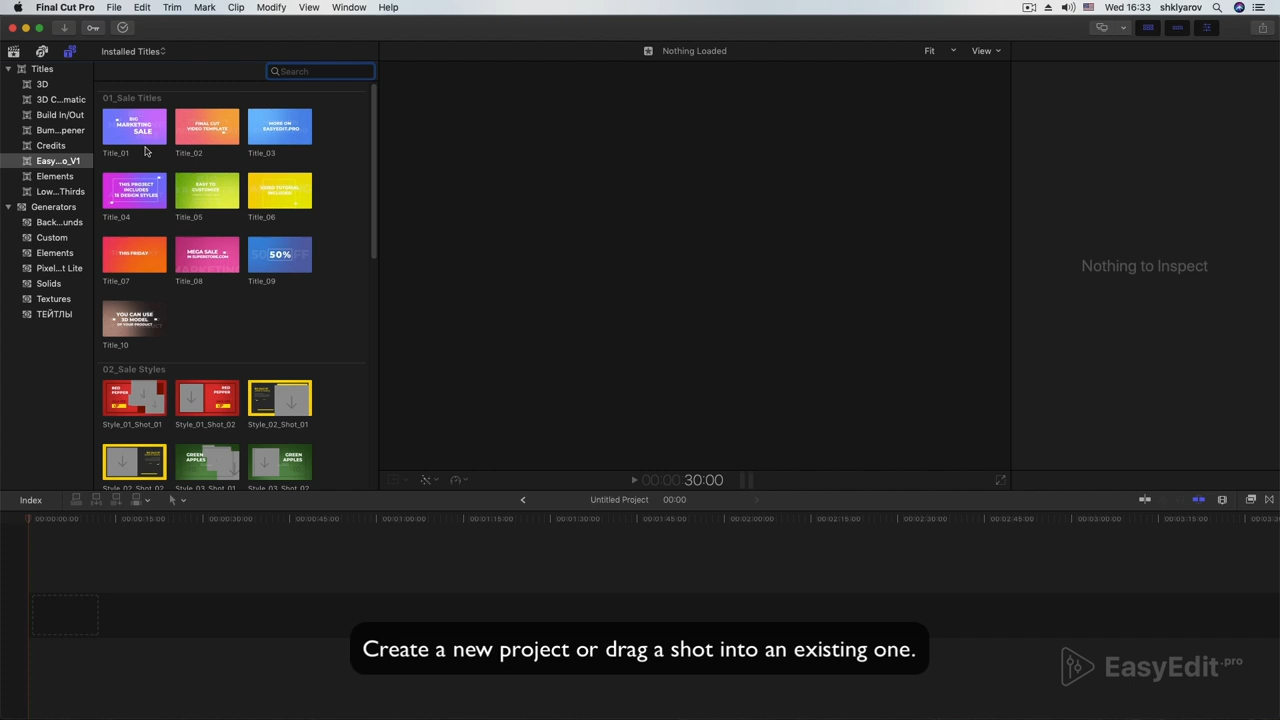 Final Cut Pro File Edit Trim Mark Clip Modify View Window Help Wed 16:33 shklyarov
Installed Titles Nothing Loaded Fit View
Search
Titles
3D
3D C...matic
Build In/Out
Bum...pener
Credits
Easy...o_V1
Elements
Low...Thirds
Generators
Back...unds
Custom
Elements
Pixel...t Lite
Solids
Textures
ТЕЙТЛЫ
01_Sale Titles
BIG
MARKETING
SALE
FINAL CUT
VIDEO TEMPLATE
MORE ON
EASYEDIT.PRO
Title_01 Title_02 Title_03
THIS PROJECT
INCLUDES
15 DESIGN STYLES
EASY TO
CUSTOMIZE
Title_04 Title_05 Title_06
THIS FRIDAY
MEGA SALE
IN SUPERSTORE.COM
50%
Title_07 Title_08 Title_09
YOU CAN USE
3D MODEL
OF YOUR PRODUCT
Title_10
02_Sale Styles
RED
PEPPER
RED
PEPPER
Style_01_Shot_01 Style_01_Shot_02 Style_02_Shot_01
GREEN
APPLES
GREEN
APPLES
Style_02_Shot_02 Style_03_Shot_01 Style_03_Shot_02
Nothing to Inspect
00:00:30:00
Index Untitled Project 00:00
00:00:00:00 00:00:15:00 00:00:30:00 00:00:45:00 00:01:00:00 00:01:15:00 00:01:30:00 00:01:45:00 00:02:00:00 00:02:15:00 00:02:30:00 00:02:45:00 00:03:00:00 00:03:15:00
Create a new project or drag a shot into an existing one.
EasyEdit.pro